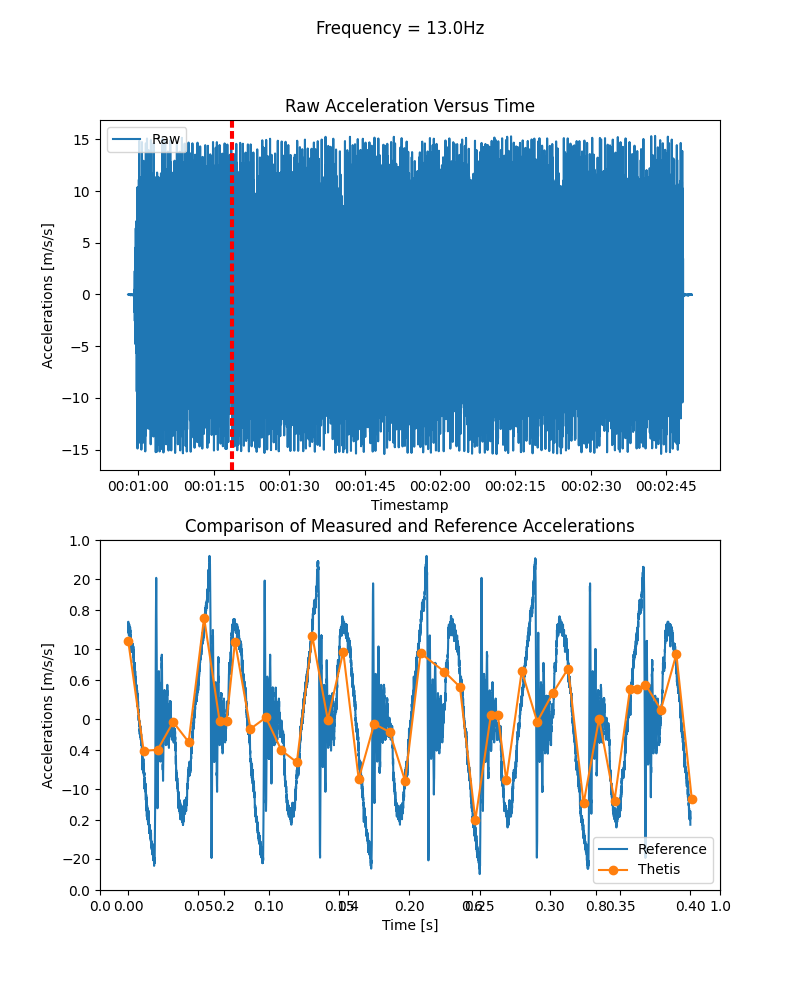 Frequency = 13.0Hz
Raw Acceleration Versus Time
Raw
15
10
5
0
−5
−10
−15
Accelerations [m/s/s]
00:01:00 00:01:15 00:01:30 00:01:45 00:02:00 00:02:15 00:02:30 00:02:45
Timestamp
Comparison of Measured and Reference Accelerations
1.0
20
0.8
10
0.6
0
0.4
−10
0.2
−20
0.0
Accelerations [m/s/s]
Reference
Thetis
0.0 0.00 0.05 0.2 0.10 0.15 0.4 0.20 0.6 0.25 0.30 0.8 0.35 0.40 1.0
Time [s]